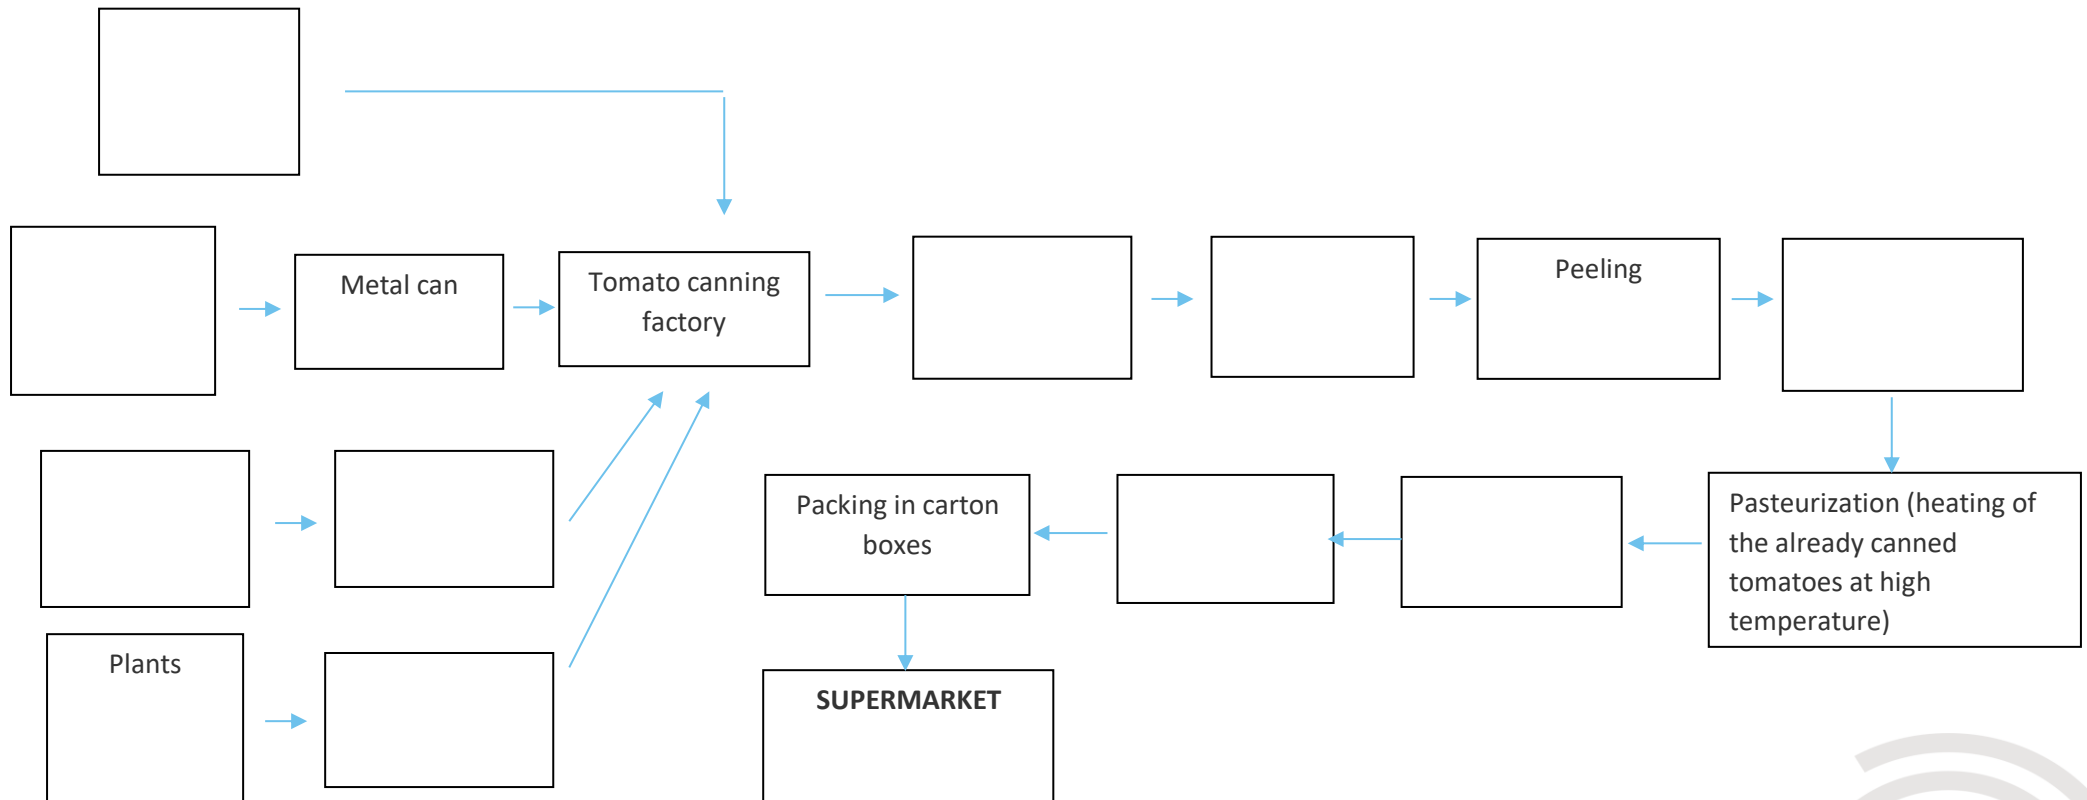 Metal can
Tomato canning
factory
Peeling
Packing in carton
boxes
Pasteurization (heating of
the already canned
tomatoes at high
temperature)
Plants
SUPERMARKET